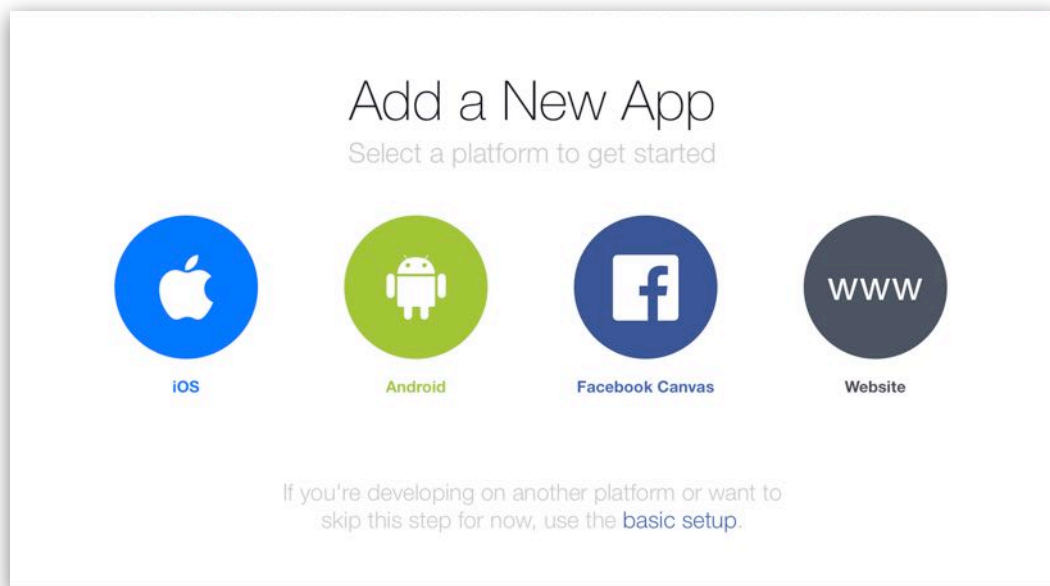 Add a New App
Select a platform to get started
www
iOS
Android
Facebook Canvas
Website
If you're developing on another platform or want to
skip this step for now, use the basic setup.